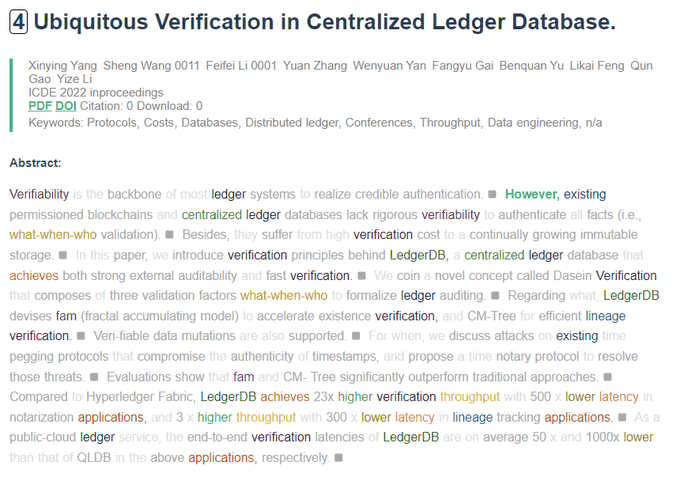 4 Ubiquitous Verification in Centralized Ledger Database.
Xinying Yang Sheng Wang 0011 Feifei Li 0001 Yuan Zhang Wenyuan Yan Fangyu Gai Benquan Yu Likai Feng Qun
Gao Yize Li
ICDE 2022 inproceedings
PDF DOI Citation: 0 Download: 0
Keywords: Protocols, Costs, Databases, Distributed ledger, Conferences, Throughput, Data engineering, n/a
Abstract:
Verifiability is the backbone of most ledger systems to realize credible authentication. However, existing
permissioned blockchains and centralized ledger databases lack rigorous verifiability to authenticate all facts (i.e.,
what-when-who validation). Besides, they suffer from high verification cost to a continually growing immutable
storage. In this paper, we introduce verification principles behind LedgerDB, a centralized ledger database that
achieves both strong external auditability and fast verification. We coin a novel concept called Dasein Verification
that composes of three validation factors what-when-who to formalize ledger auditing. Regarding what, LedgerDB
devises fam (fractal accumulating model) to accelerate existence verification, and CM-Tree for efficient lineage
verification. Veri-fiable data mutations are also supported. For when, we discuss attacks on existing time
pegging protocols that compromise the authenticity of timestamps, and propose a time notary protocol to resolve
those threats. Evaluations show that fam and CM- Tree significantly outperform traditional approaches.
Compared to Hyperledger Fabric, LedgerDB achieves 23x higher verification throughput with 500 x lower latency in
notarization applications, and 3 x higher throughput with 300 x lower latency in lineage tracking applications. As a
public-cloud ledger service, the end-to-end verification latencies of LedgerDB are on average 50 x and 1000x lower
than that of QLDB in the above applications, respectively.